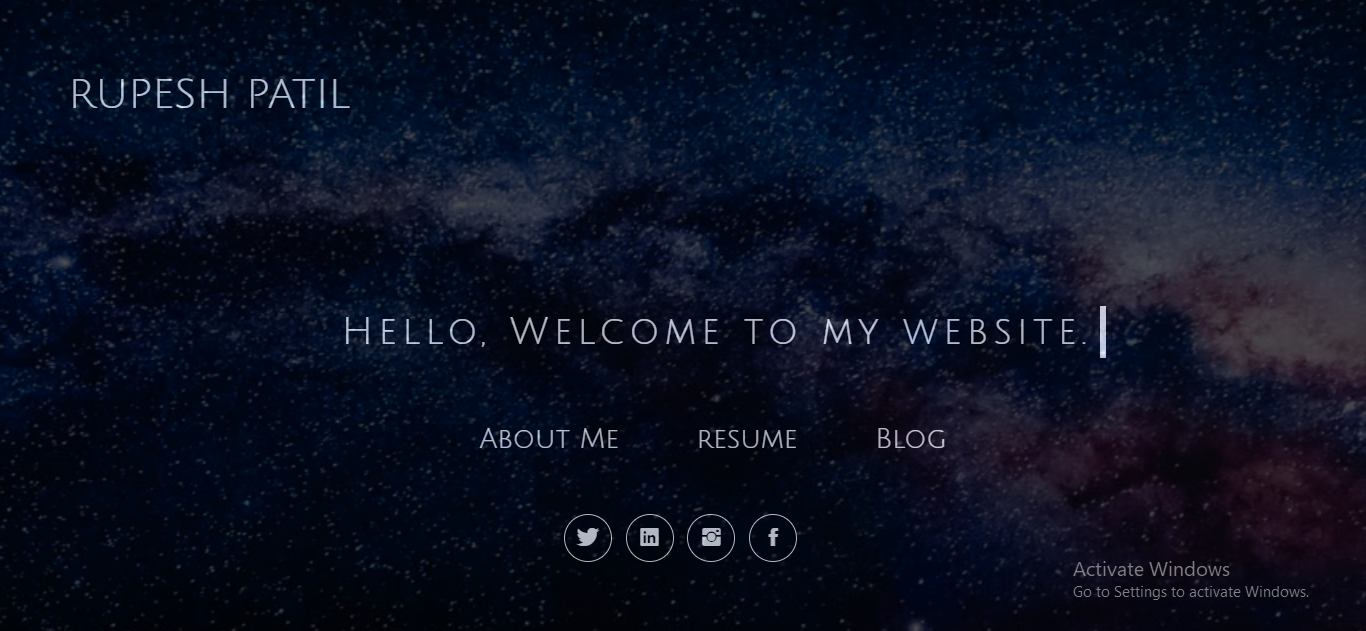 RUPESH PATIL
Hello, Welcome to my website.
About Me resume Blog
Activate Windows
Go to Settings to activate Windows.